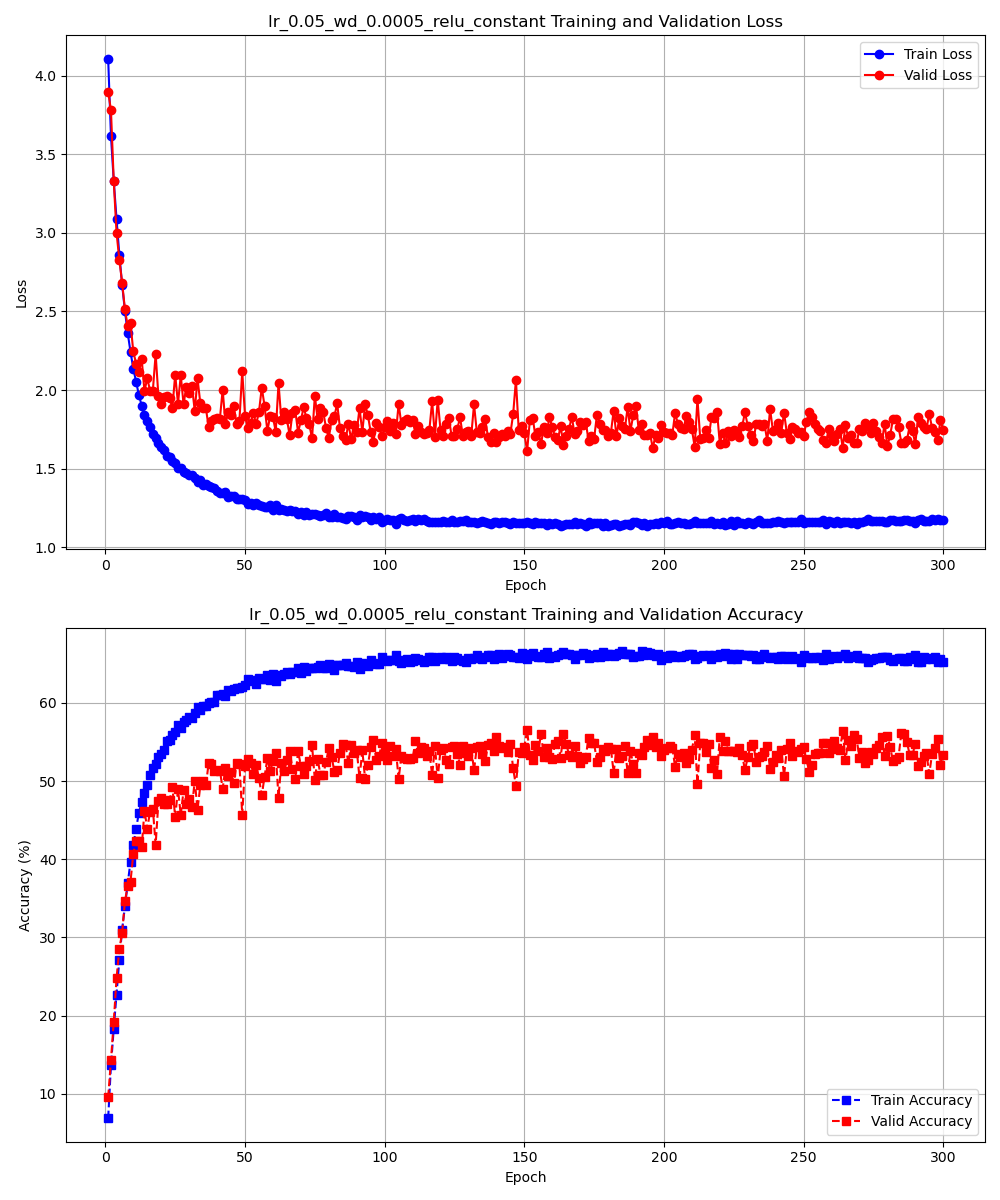 lr_0.05_wd_0.0005_relu_constant Training and Validation Loss
Train Loss
Valid Loss
4.0
3.5
3.0
2.5
2.0
1.5
1.0
Loss
0 50 100 150 200 250 300
Epoch
lr_0.05_wd_0.0005_relu_constant Training and Validation Accuracy
60
50
40
30
20
10
Accuracy (%)
Train Accuracy
Valid Accuracy
0 50 100 150 200 250 300
Epoch